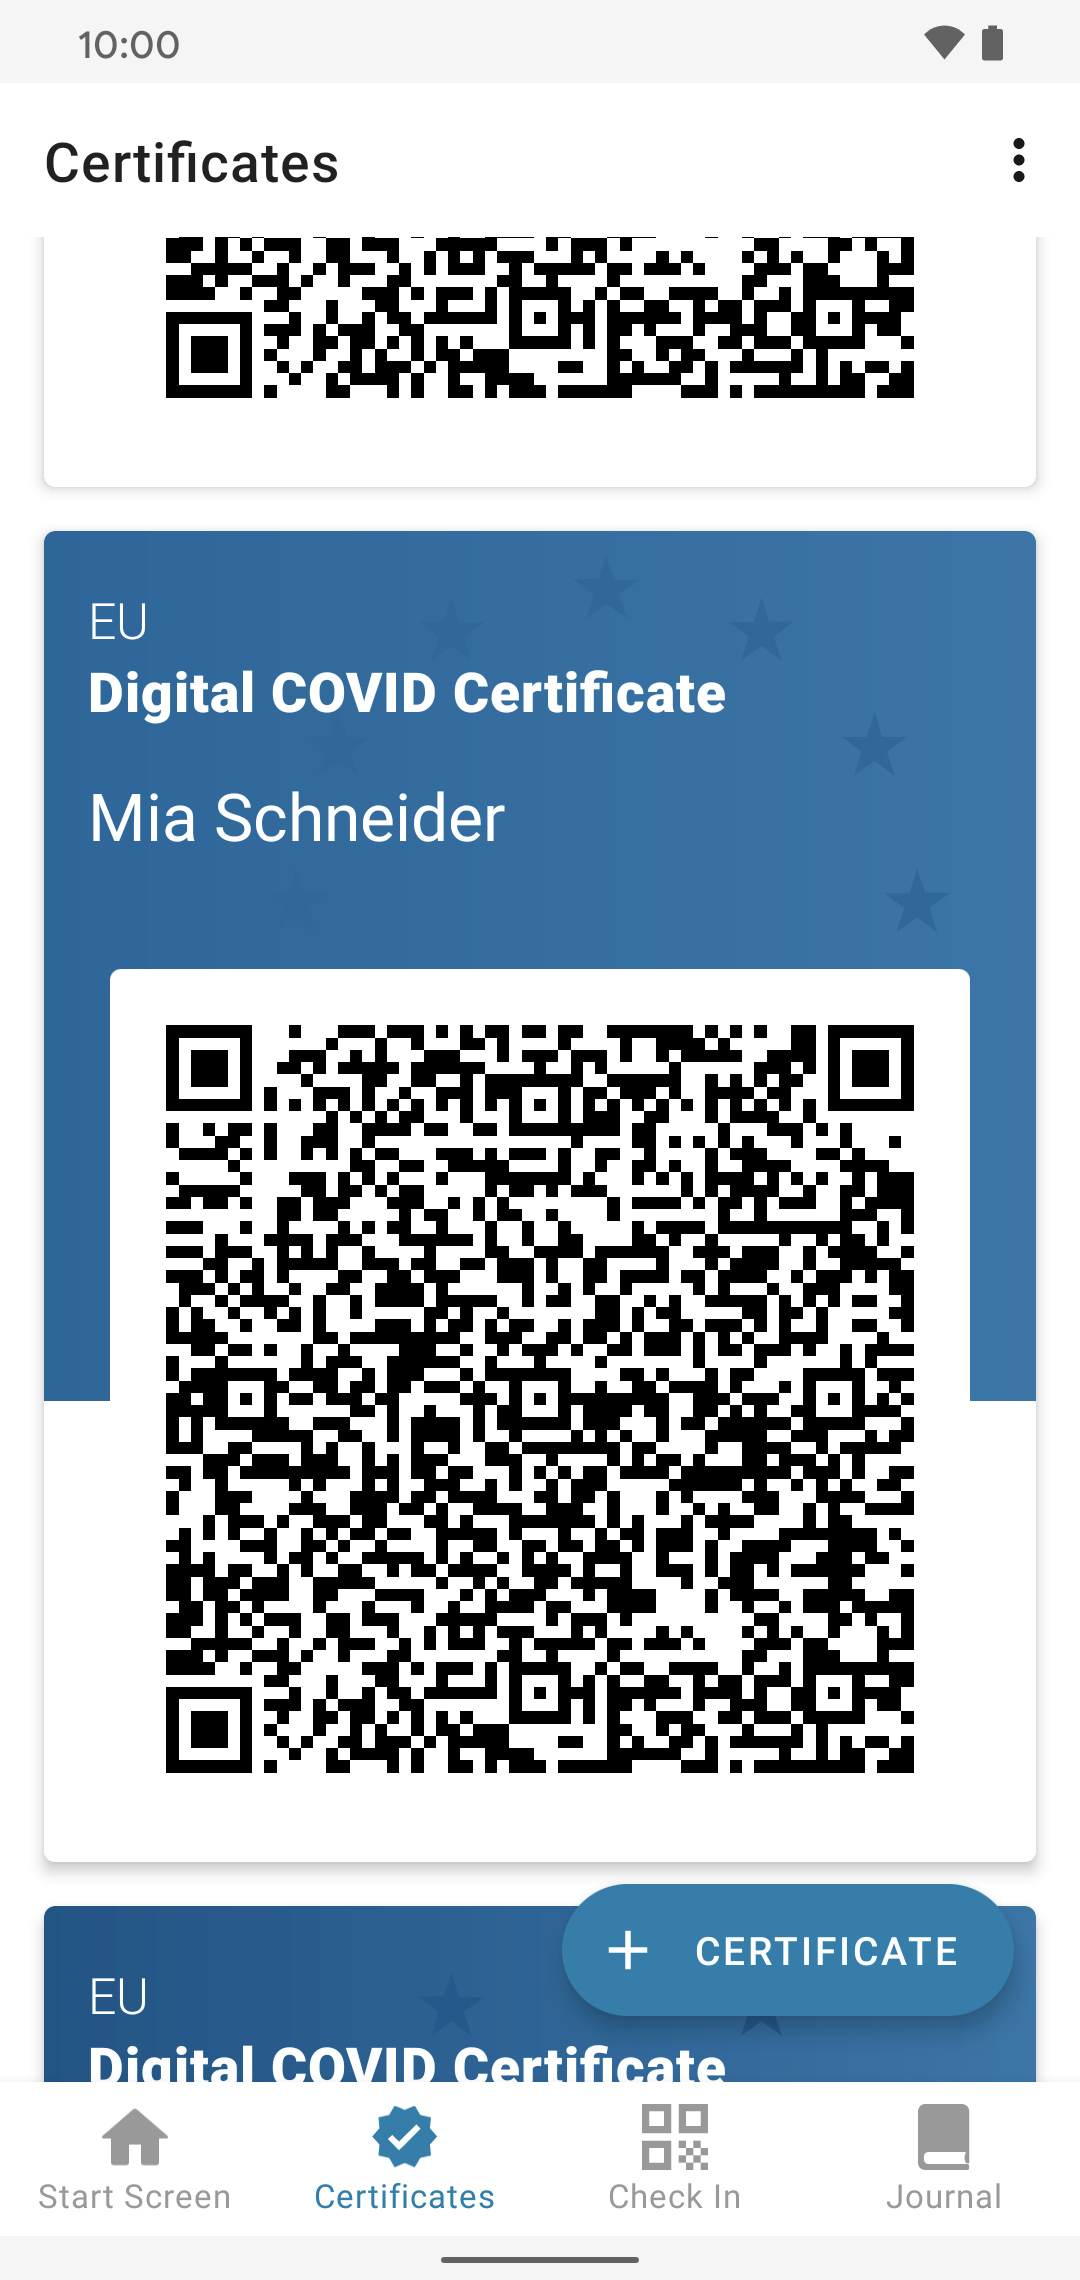 10:00
Certificates
EU
Digital COVID Certificate
Mia Schneider
CERTIFICATE
EU
Digital COVID Certificate
Start Screen
Certificates
Check In
Journal